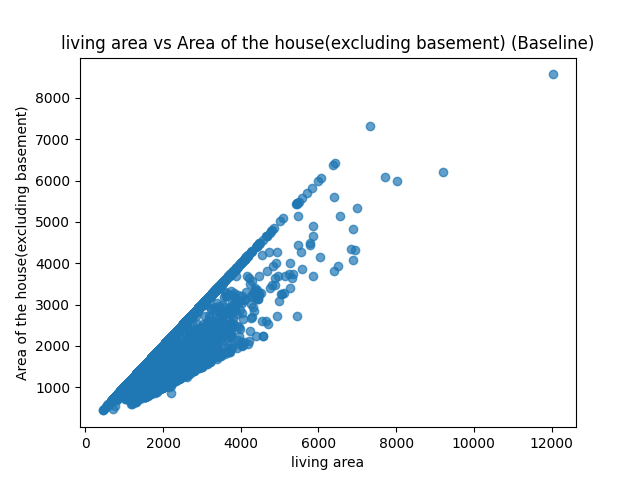 living area vs Area of the house(excluding basement) (Baseline)
Area of the house(excluding basement)
8000
7000
6000
5000
4000
3000
2000
1000
0 2000 4000 6000 8000 10000 12000
living area